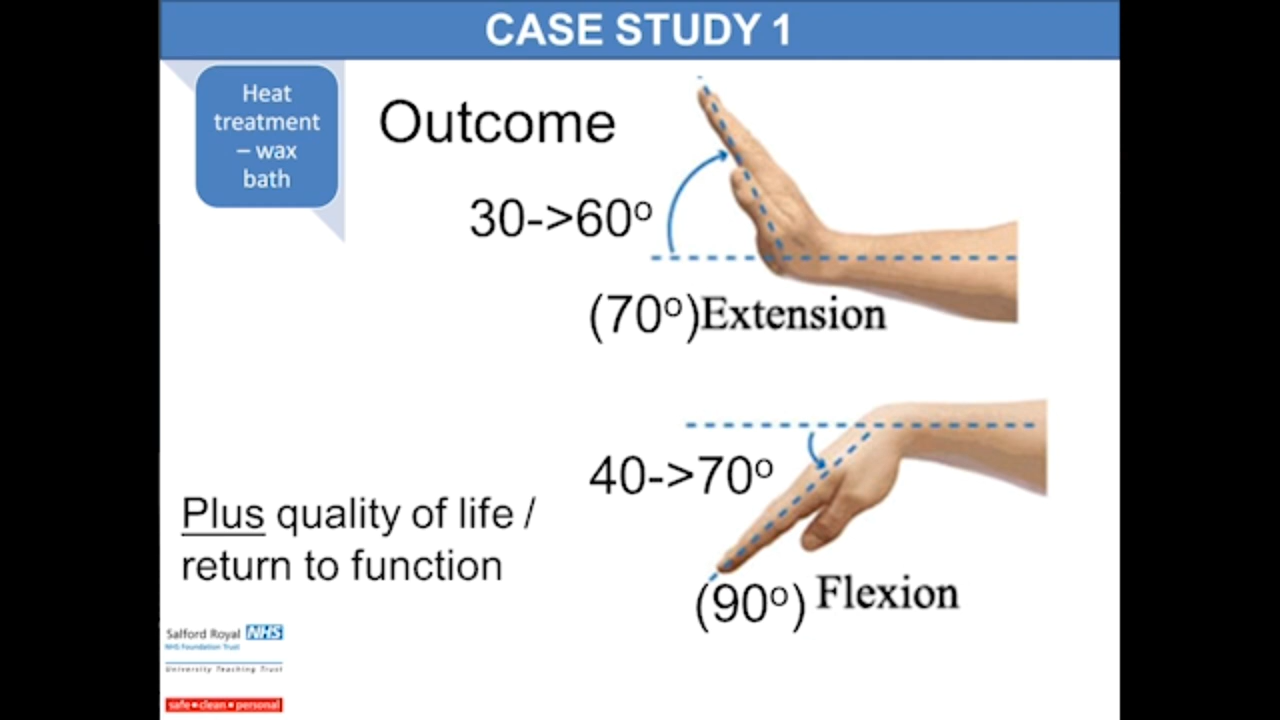 CASE STUDY 1
Heat
treatment
– wax
bath
Outcome
30->60º
(70º)Extension
40->70º
(90º) Flexion
Plus quality of life /
return to function
Salford Royal NHS
NHS Foundation Trust
University Teaching Trust
safe • clean • personal